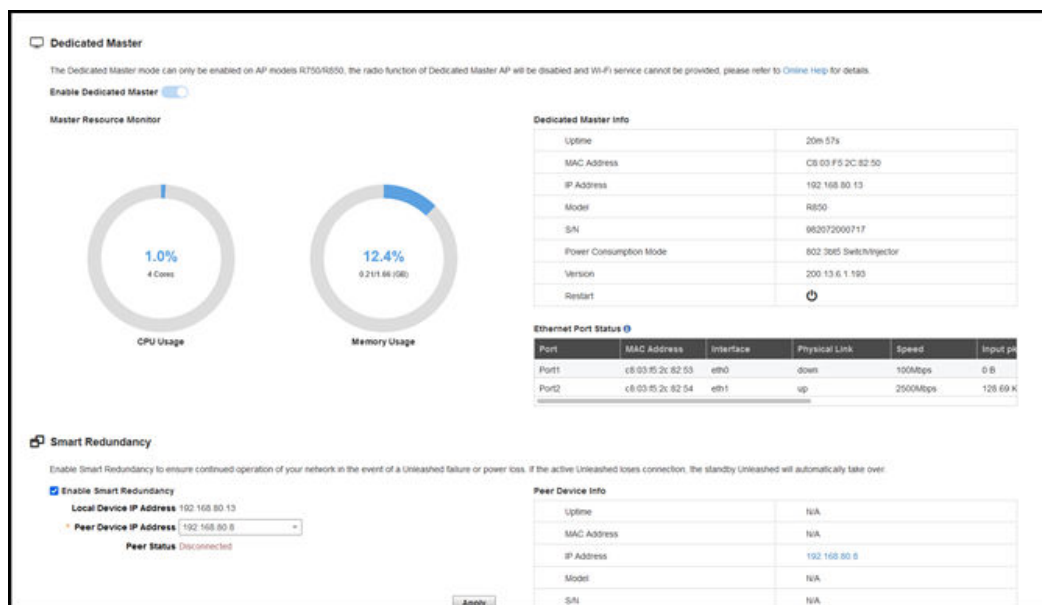 Dedicated Master
The Dedicated Master mode can only be enabled on AP models R750/R850, the radio function of Dedicated Master AP will be disabled and Wi-Fi service cannot be provided, please refer to Online Help for details.
Enable Dedicated Master
Master Resource Monitor
1.0%
4 Cores
CPU Usage
12.4%
0.21/1.66 (GB)
Memory Usage
Dedicated Master Info
Uptime 20m 57s
MAC Address C8:03:F5:2C:82:50
IP Address 192.168.80.13
Model R850
S/N 982072000717
Power Consumption Mode 802.3bt5 Switch/Injector
Version 200.13.6.1.193
Restart
Ethernet Port Status
Port MAC Address Interface Physical Link Speed Input pk
Port1 c8:03:f5:2c:82:53 eth0 down 100Mbps 0 B
Port2 c8:03:f5:2c:82:54 eth1 up 2500Mbps 128.69 K
Smart Redundancy
Enable Smart Redundancy to ensure continued operation of your network in the event of a Unleashed failure or power loss. If the active Unleashed loses connection, the standby Unleashed will automatically take over.
Enable Smart Redundancy
Local Device IP Address 192.168.80.13
* Peer Device IP Address 192.168.80.8
Peer Status Disconnected
Apply
Peer Device Info
Uptime N/A
MAC Address N/A
IP Address 192.168.80.8
Model N/A
S/N N/A